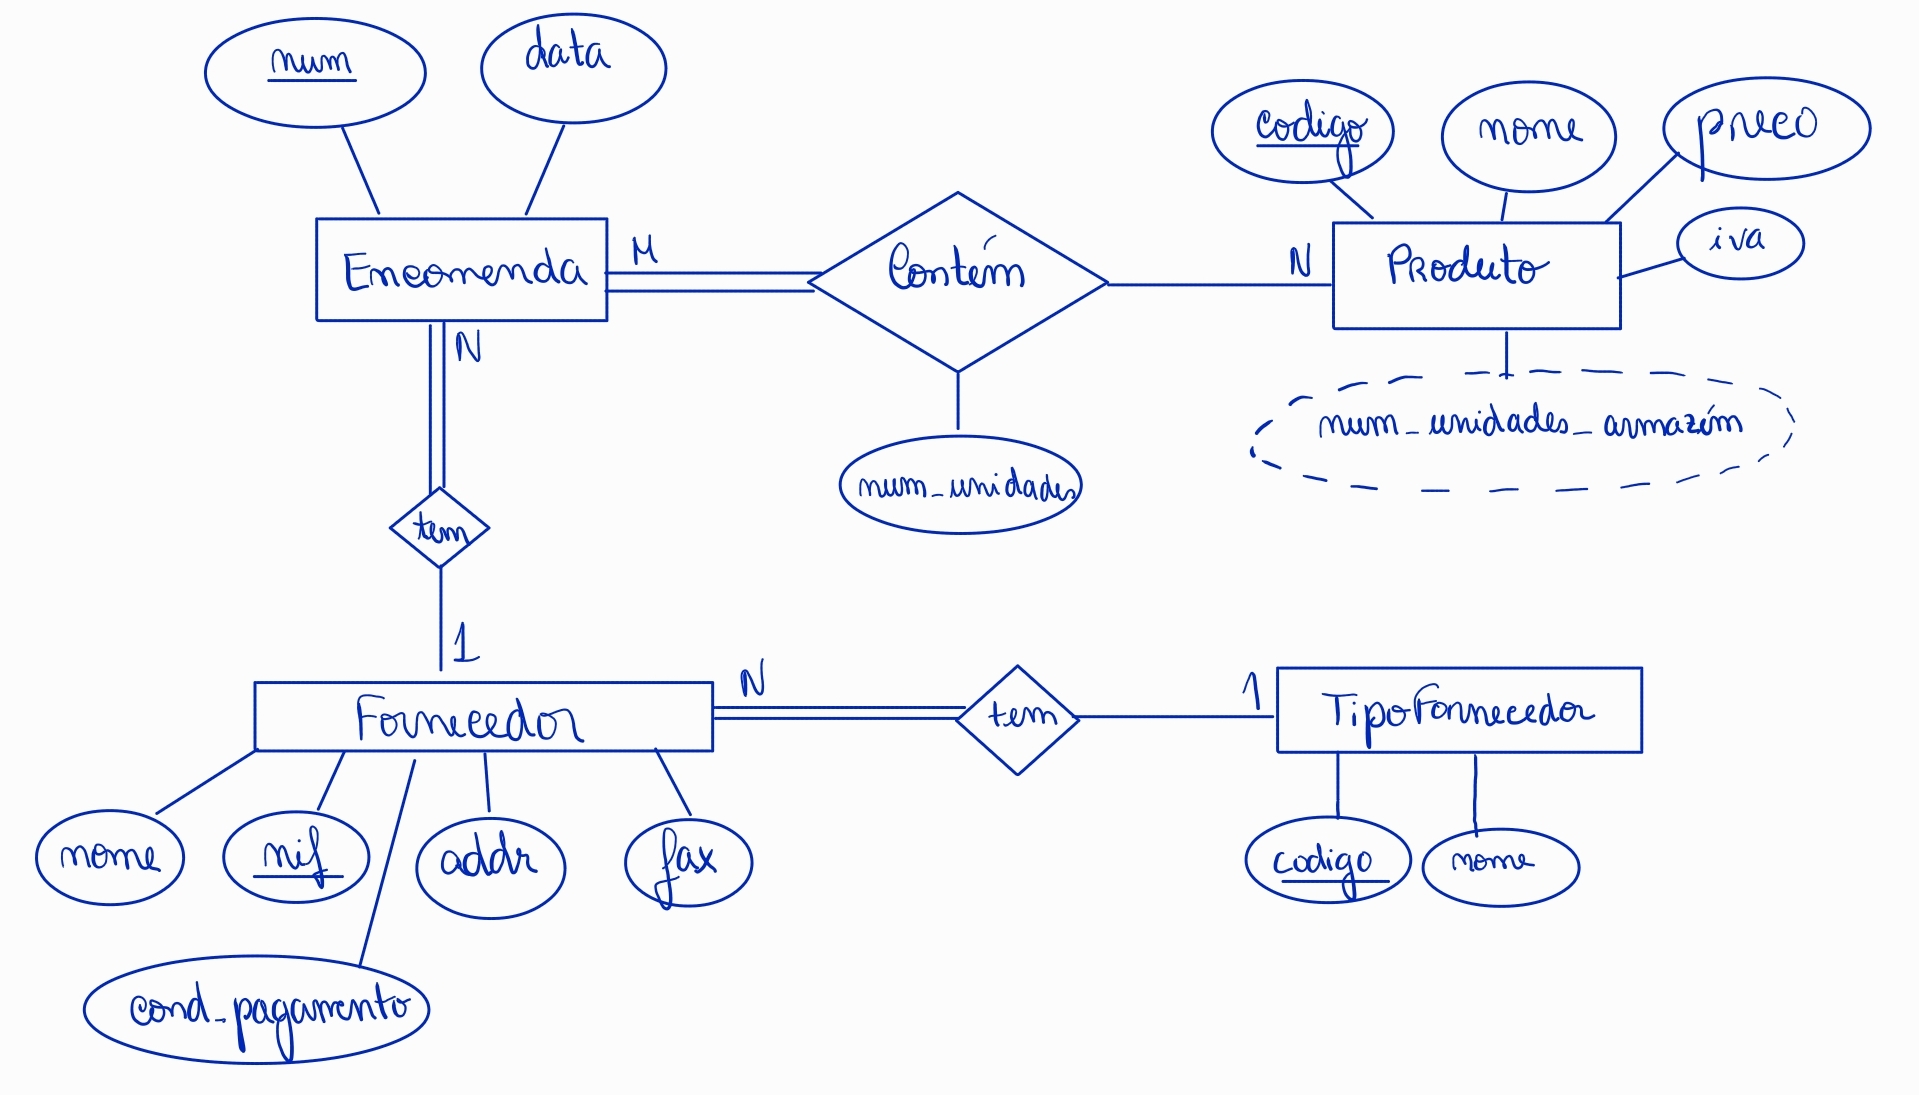 num
data
codigo
nome
preco
iva
Encomenda
M
Contém
N
Produto
N
num_unidades_armazém
num_unidades
tem
1
Fornecedor
N
tem
1
TipoFornecedor
nome
nif
addr
fax
codigo
nome
cond_pagamento